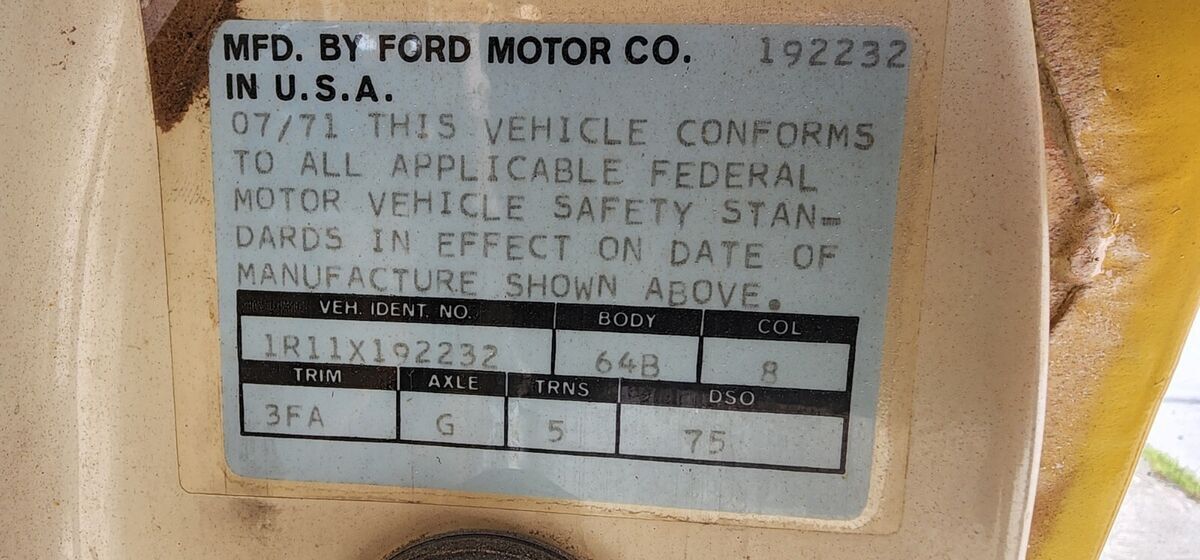 MFD. BY FORD MOTOR CO. 192232
IN U.S.A.
07/71 THIS VEHICLE CONFORMS
TO ALL APPLICABLE FEDERAL
MOTOR VEHICLE SAFETY STAN-
DARDS IN EFFECT ON DATE OF
MANUFACTURE SHOWN ABOVE.
VEH. IDENT. NO. BODY COL
1R11X192232 64B 8
TRIM AXLE TRNS DSO
3FA G 5 75